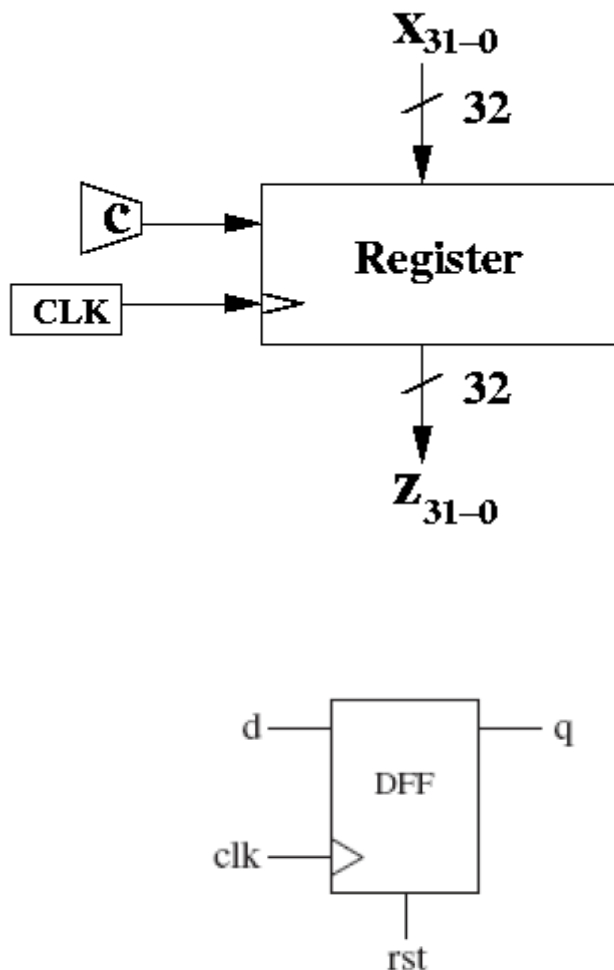 x31–0
32
c
Register
CLK
32
z31–0
d
q
DFF
clk
rst